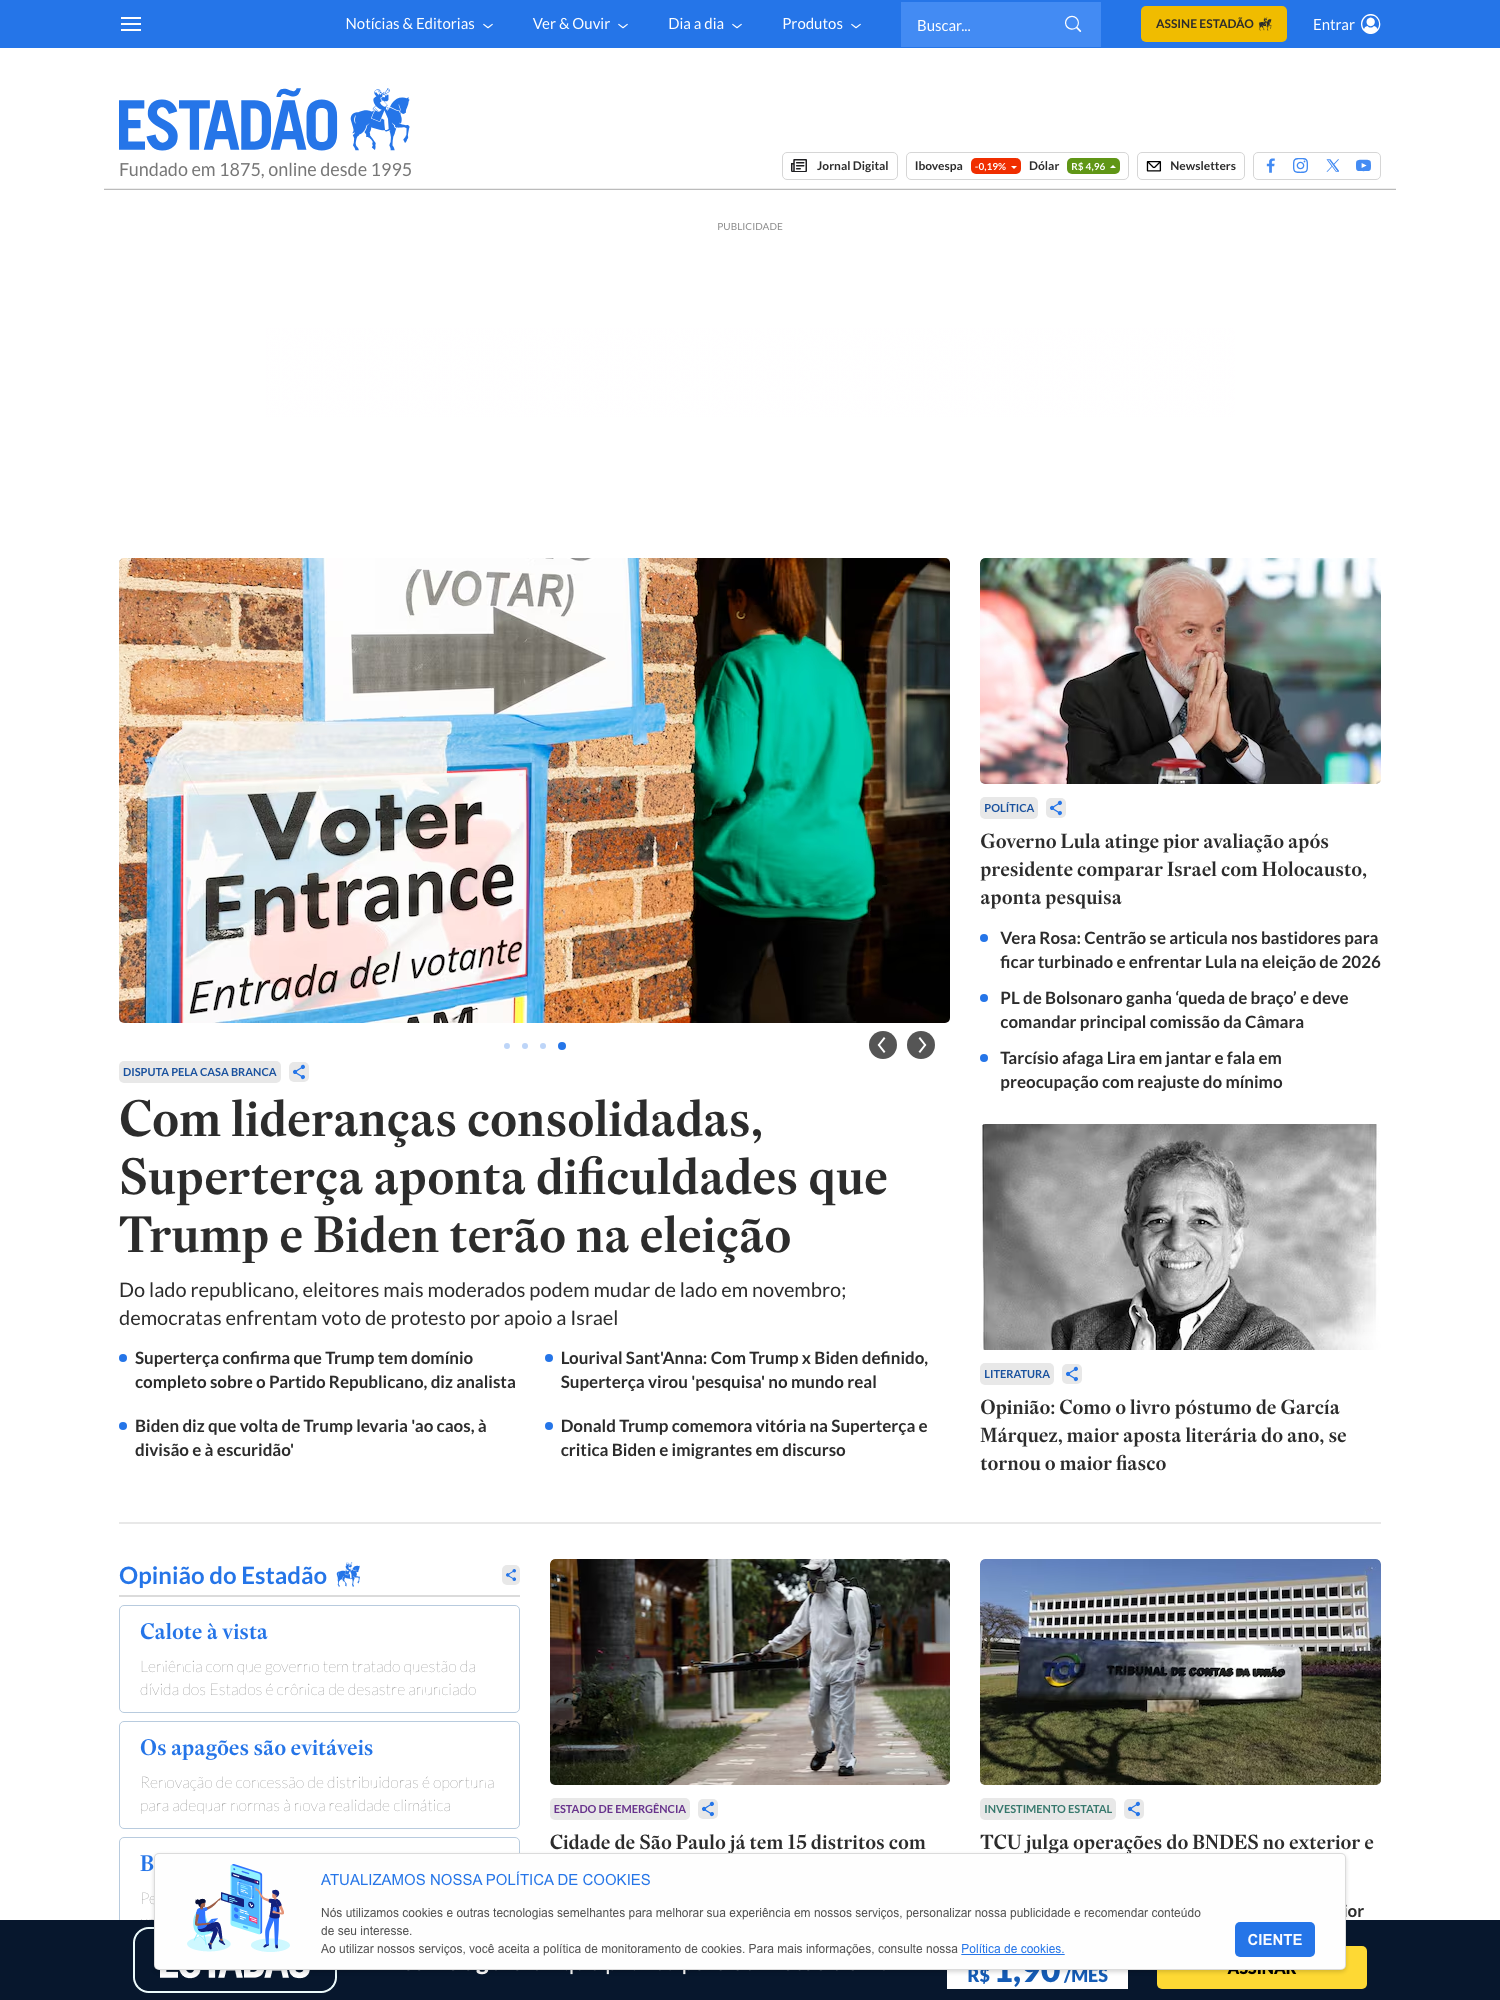 Notícias & Editorias Ver & Ouvir Dia a dia Produtos Buscar... ASSINE ESTADÃO Entrar
ESTADÃO
Fundado em 1875, online desde 1995
Jornal Digital Ibovespa -0,19% Dólar R$ 4,96 Newsletters
PUBLICIDADE
(VOTAR)
Voter
Entrance
Entrada del votante
DISPUTA PELA CASA BRANCA
Com lideranças consolidadas,
Superterça aponta dificuldades que
Trump e Biden terão na eleição
Do lado republicano, eleitores mais moderados podem mudar de lado em novembro;
democratas enfrentam voto de protesto por apoio a Israel
Superterça confirma que Trump tem domínio
completo sobre o Partido Republicano, diz analista
Lourival Sant'Anna: Com Trump x Biden definido,
Superterça virou 'pesquisa' no mundo real
Biden diz que volta de Trump levaria 'ao caos, à
divisão e à escuridão'
Donald Trump comemora vitória na Superterça e
critica Biden e imigrantes em discurso
POLÍTICA
Governo Lula atinge pior avaliação após
presidente comparar Israel com Holocausto,
aponta pesquisa
Vera Rosa: Centrão se articula nos bastidores para
ficar turbinado e enfrentar Lula na eleição de 2026
PL de Bolsonaro ganha ‘queda de braço’ e deve
comandar principal comissão da Câmara
Tarcísio afaga Lira em jantar e fala em
preocupação com reajuste do mínimo
LITERATURA
Opinião: Como o livro póstumo de García
Márquez, maior aposta literária do ano, se
tornou o maior fiasco
Opinião do Estadão
Calote à vista
Leniência com que governo tem tratado questão da
dívida dos Estados é crônica de desastre anunciado
Os apagões são evitáveis
Renovação de concessão de distribuidoras é oportuna
para adequar normas à nova realidade climática
ESTADO DE EMERGÊNCIA
Cidade de São Paulo já tem 15 distritos com
TCU TRIBUNAL DE CONTAS DA UNIÃO
INVESTIMENTO ESTATAL
TCU julga operações do BNDES no exterior e
ATUALIZAMOS NOSSA POLÍTICA DE COOKIES
Nós utilizamos cookies e outras tecnologias semelhantes para melhorar sua experiência em nossos serviços, personalizar nossa publicidade e recomendar conteúdo
de seu interesse.
Ao utilizar nossos serviços, você aceita a política de monitoramento de cookies. Para mais informações, consulte nossa Política de cookies.
CIENTE
ESTADÃO
R$ 1,90 /MÊS
ASSINAR